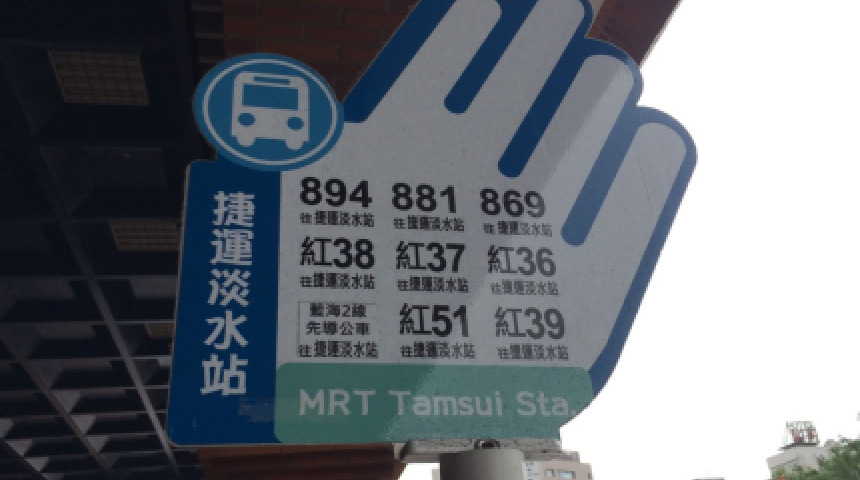 捷運淡水站
894 881 869
往 捷運淡水站 往 捷運淡水站 往 捷運淡水站
紅38 紅37 紅36
往 捷運淡水站 往 捷運淡水站 往 捷運淡水站
藍海2線
先導公車
紅51 紅39
往 捷運淡水站 往 捷運淡水站 往 捷運淡水站
MRT Tamsui Sta.